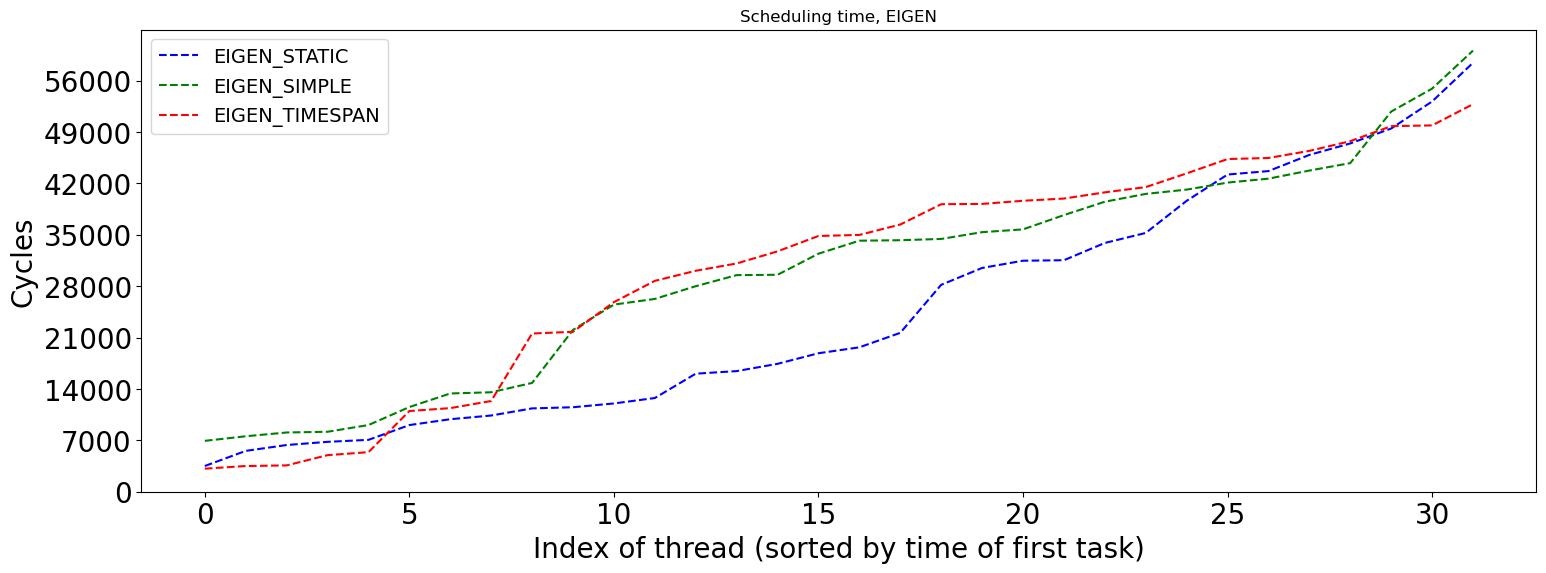 Scheduling time, EIGEN
EIGEN_STATIC
EIGEN_SIMPLE
EIGEN_TIMESPAN
Cycles
56000
49000
42000
35000
28000
21000
14000
7000
0
0 5 10 15 20 25 30
Index of thread (sorted by time of first task)